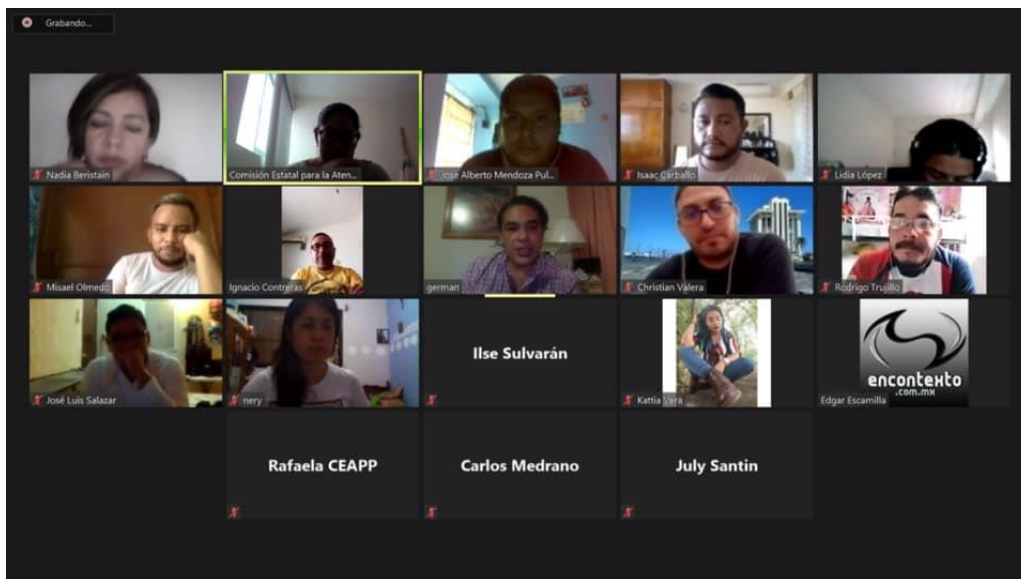 Grabando...
Nadia Beristain
Comisión Estatal para la Aten...
Jose Alberto Mendoza Pul...
Isaac Carballo
Lidia López
Misael Olmedo
Ignacio Contreras
german
Christian Valera
Rodrigo Trujillo
José Luis Salazar
nery
Ilse Sulvarán
Kattia Vera
encontexto
.com.mx
Edgar Escamilla
Rafaela CEAPP
Carlos Medrano
July Santin